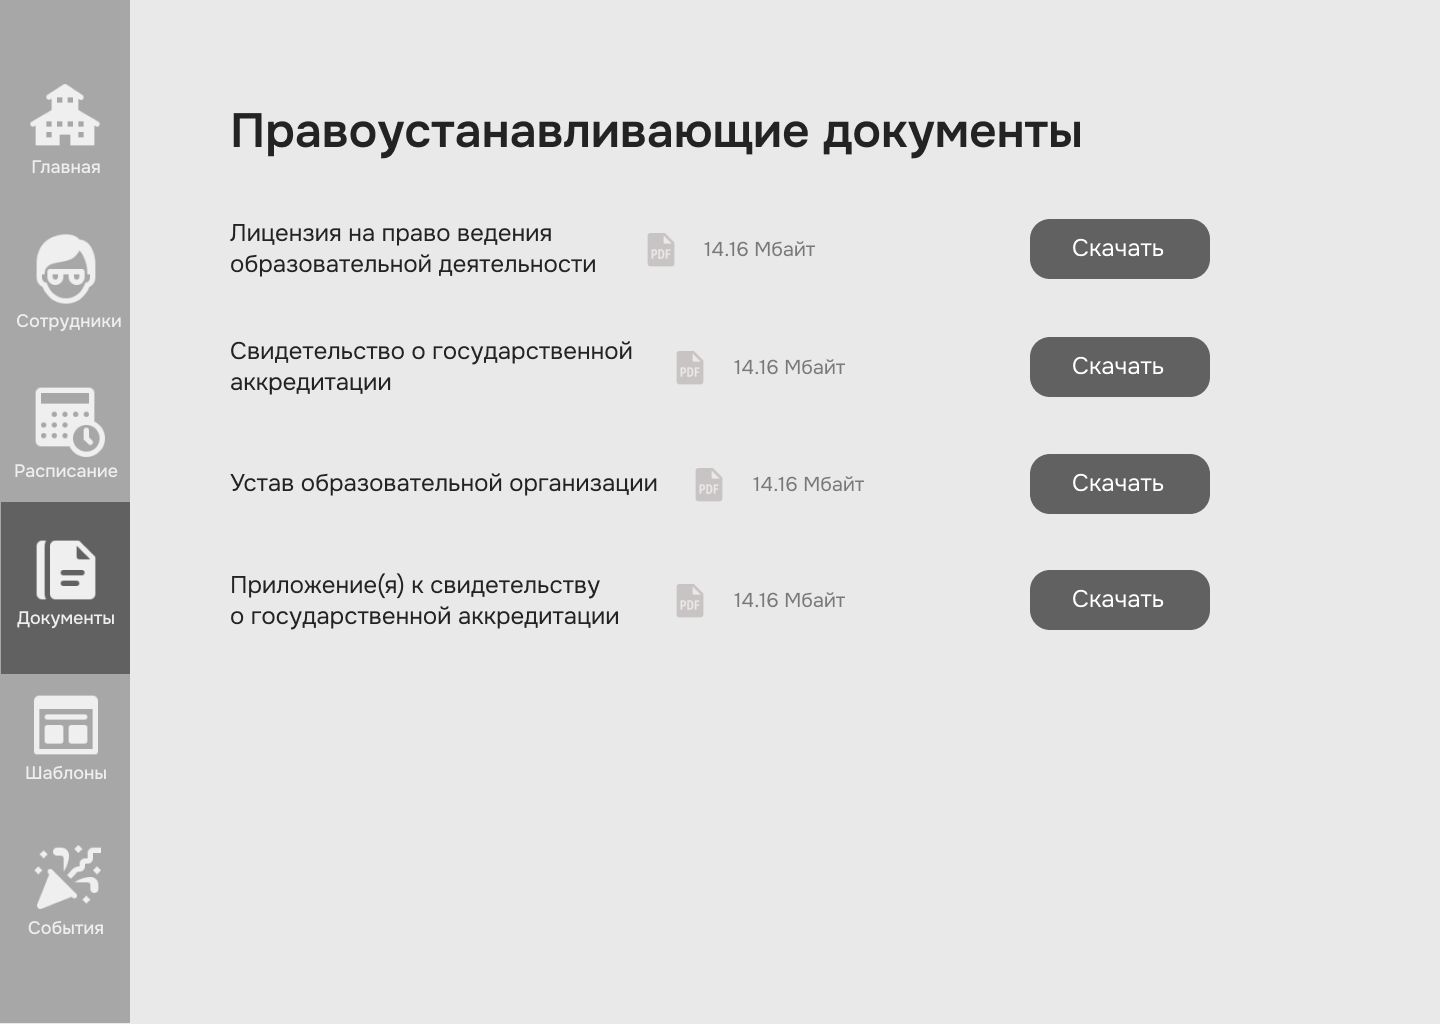 Главная
Сотрудники
Расписание
Документы
Шаблоны
События
Правоустанавливающие документы
Лицензия на право ведения
образовательной деятельности
PDF
14.16 Мбайт
Скачать
Свидетельство о государственной
аккредитации
PDF
14.16 Мбайт
Скачать
Устав образовательной организации
PDF
14.16 Мбайт
Скачать
Приложение(я) к свидетельству
о государственной аккредитации
PDF
14.16 Мбайт
Скачать